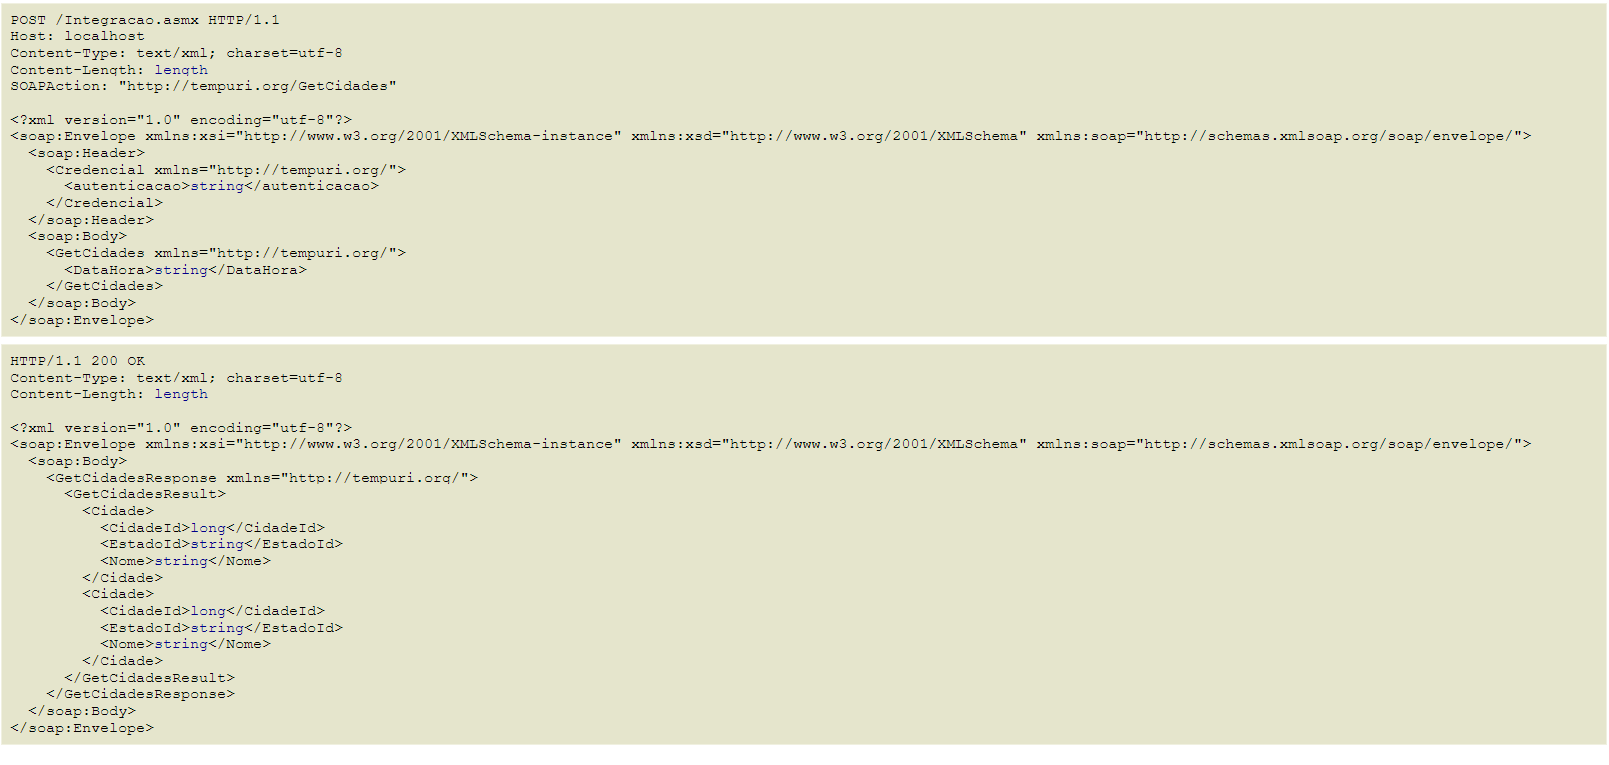 POST /Integracao.asmx HTTP/1.1
Host: localhost
Content-Type: text/xml; charset=utf-8
Content-Length: length
SOAPAction: "http://tempuri.org/GetCidades"

<?xml version="1.0" encoding="utf-8"?>
<soap:Envelope xmlns:xsi="http://www.w3.org/2001/XMLSchema-instance" xmlns:xsd="http://www.w3.org/2001/XMLSchema" xmlns:soap="http://schemas.xmlsoap.org/soap/envelope/">
  <soap:Header>
    <Credencial xmlns="http://tempuri.org/">
      <autenticacao>string</autenticacao>
    </Credencial>
  </soap:Header>
  <soap:Body>
    <GetCidades xmlns="http://tempuri.org/">
      <DataHora>string</DataHora>
    </GetCidades>
  </soap:Body>
</soap:Envelope>

HTTP/1.1 200 OK
Content-Type: text/xml; charset=utf-8
Content-Length: length

<?xml version="1.0" encoding="utf-8"?>
<soap:Envelope xmlns:xsi="http://www.w3.org/2001/XMLSchema-instance" xmlns:xsd="http://www.w3.org/2001/XMLSchema" xmlns:soap="http://schemas.xmlsoap.org/soap/envelope/">
  <soap:Body>
    <GetCidadesResponse xmlns="http://tempuri.org/">
      <GetCidadesResult>
        <Cidade>
          <CidadeId>long</CidadeId>
          <EstadoId>string</EstadoId>
          <Nome>string</Nome>
        </Cidade>
        <Cidade>
          <CidadeId>long</CidadeId>
          <EstadoId>string</EstadoId>
          <Nome>string</Nome>
        </Cidade>
      </GetCidadesResult>
    </GetCidadesResponse>
  </soap:Body>
</soap:Envelope>